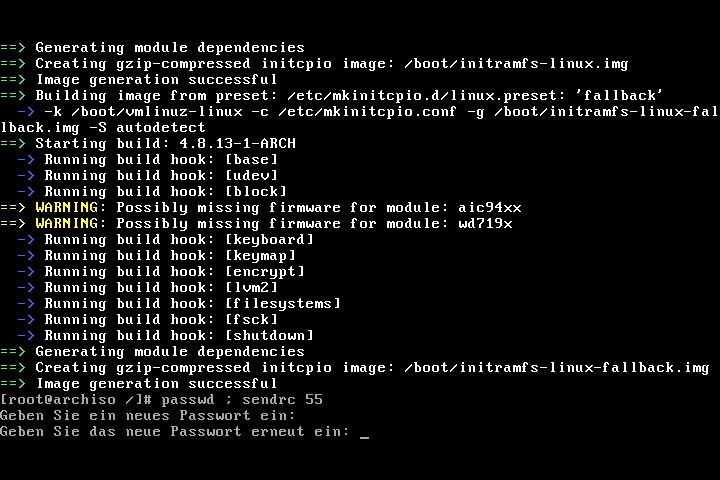 ==> Generating module dependencies
==> Creating gzip-compressed initcpio image: /boot/initramfs-linux.img
==> Image generation successful
==> Building image from preset: /etc/mkinitcpio.d/linux.preset: 'fallback'
  -> -k /boot/vmlinuz-linux -c /etc/mkinitcpio.conf -g /boot/initramfs-linux-fal
lback.img -S autodetect
==> Starting build: 4.8.13-1-ARCH
  -> Running build hook: [base]
  -> Running build hook: [udev]
  -> Running build hook: [block]
==> WARNING: Possibly missing firmware for module: aic94xx
==> WARNING: Possibly missing firmware for module: wd719x
  -> Running build hook: [keyboard]
  -> Running build hook: [keymap]
  -> Running build hook: [encrypt]
  -> Running build hook: [lvm2]
  -> Running build hook: [filesystems]
  -> Running build hook: [fsck]
  -> Running build hook: [shutdown]
==> Generating module dependencies
==> Creating gzip-compressed initcpio image: /boot/initramfs-linux-fallback.img
==> Image generation successful
[root@archiso /]# passwd ; sendrc 55
Geben Sie ein neues Passwort ein:
Geben Sie das neue Passwort erneut ein: _